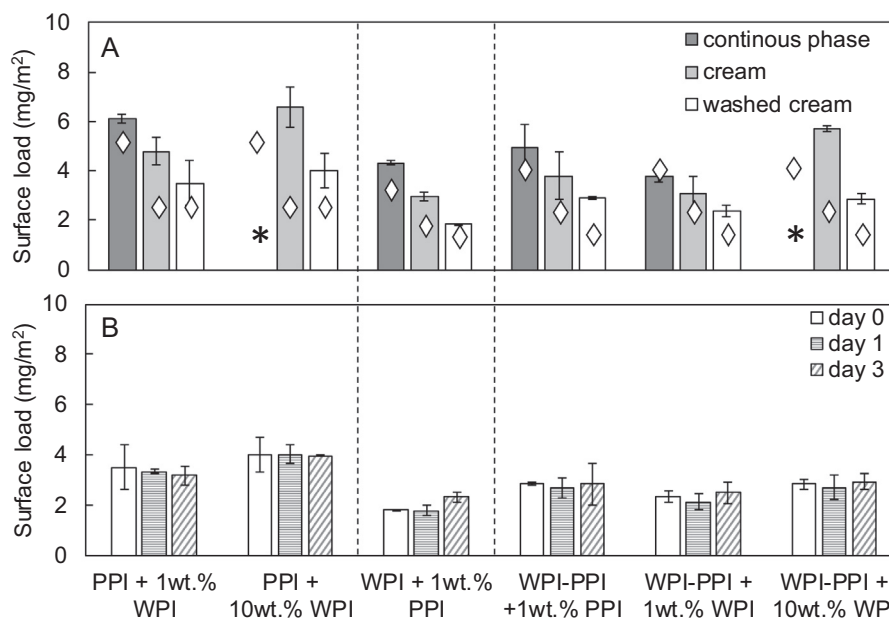 10
A
continous phase
cream
washed cream
8
6
4
2
0
Surface load (mg/m²)
*
*
10
B
day 0
day 1
day 3
8
6
4
2
0
Surface load (mg/m²)
PPI + 1wt.% WPI
PPI + 10wt.% WPI
WPI + 1wt.% PPI
WPI-PPI +1wt.% PPI
WPI-PPI + 1wt.% WPI
WPI-PPI + 10wt.% WP